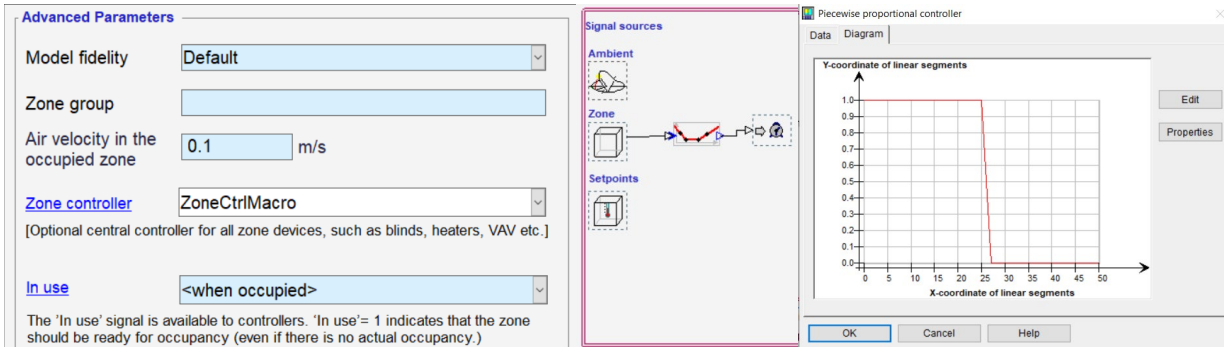 Advanced Parameters
Model fidelity
Default
Zone group
Air velocity in the
occupied zone
0.1
m/s
Zone controller
ZoneCtrlMacro
[Optional central controller for all zone devices, such as blinds, heaters, VAV etc.]
In use
<when occupied>
The 'In use' signal is available to controllers. 'In use'= 1 indicates that the zone
should be ready for occupancy (even if there is no actual occupancy.)
Signal sources
Ambient
Zone
Setpoints
Piecewise proportional controller
Data Diagram
Y-coordinate of linear segments
1.0
0.9
0.8
0.7
0.6
0.5
0.4
0.3
0.2
0.1
0.0
0 5 10 15 20 25 30 35 40 45 50
X-coordinate of linear segments
Edit
Properties
OK Cancel Help